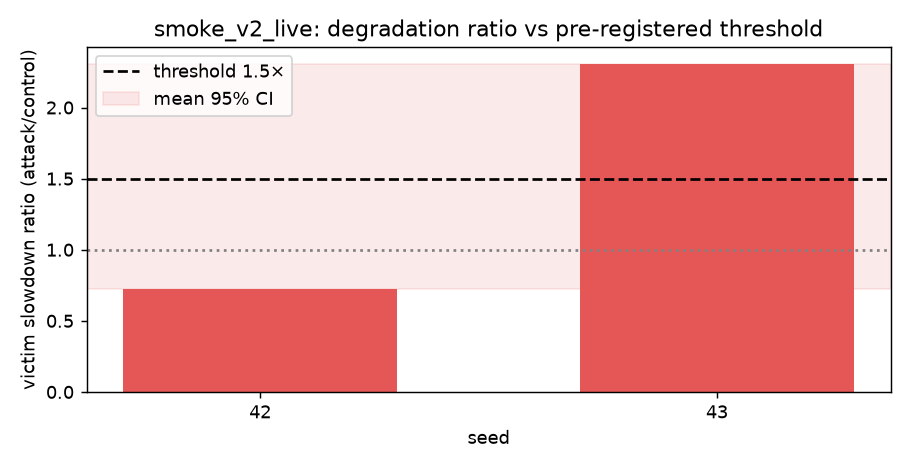 smoke_v2_live: degradation ratio vs pre-registered threshold
threshold 1.5×
mean 95% CI
victim slowdown ratio (attack/control)
2.0
1.5
1.0
0.5
0.0
42
43
seed